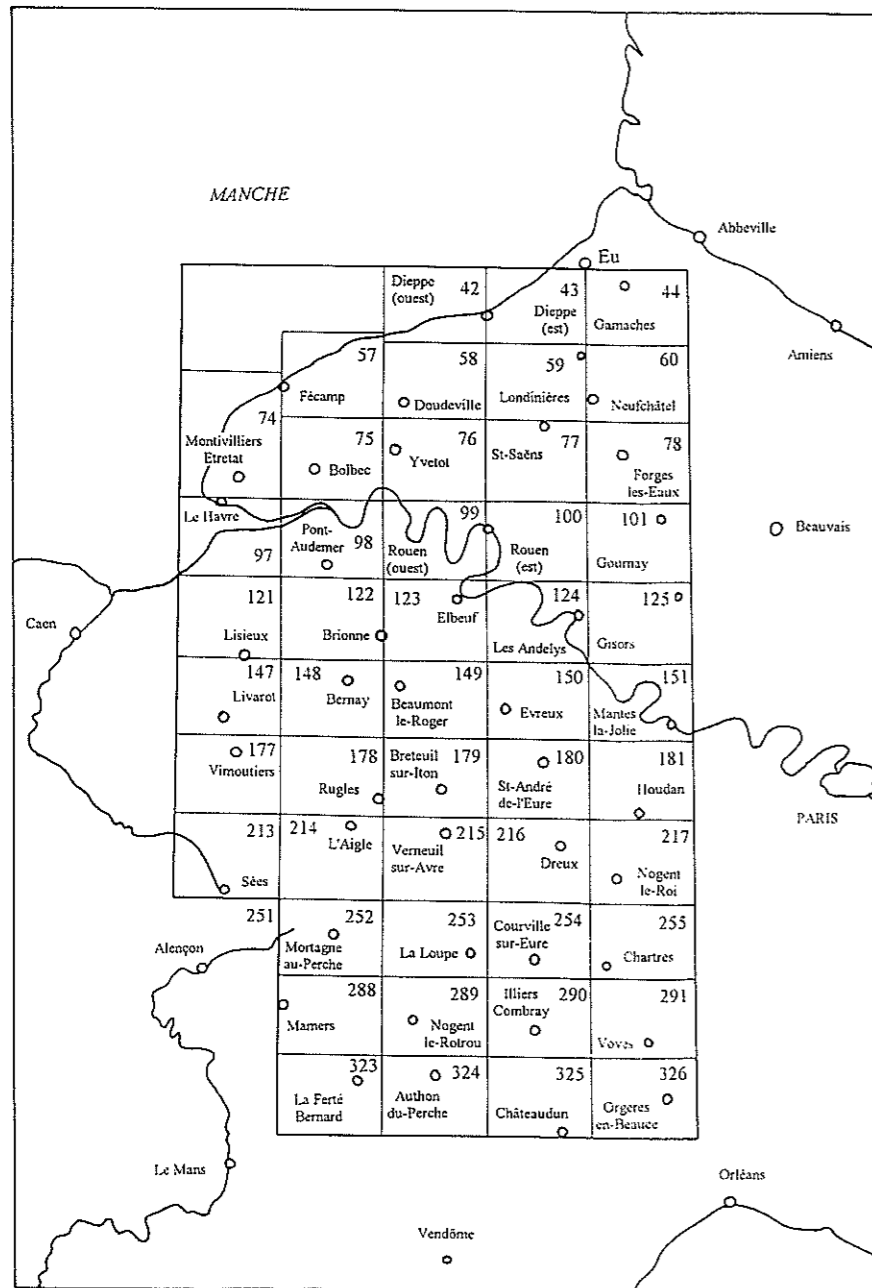 MANCHE
Abbeville
Eu
Dieppe
(ouest)
42
43
Dieppe
(est)
44
Gamaches
Amiens
57
Fécamp
58
Doudeville
59
Londinières
60
Neufchâtel
74
Montivilliers
Etretat
75
Bolbec
76
Yvetot
St-Saëns
77
78
Forges
les-Eaux
Le Havre
97
Pont-
Audemer
98
99
Rouen
(ouest)
100
Rouen
(est)
101
Gournay
Beauvais
Caen
121
Lisieux
122
Brionne
123
Elbeuf
124
Les Andelys
125
Gisors
147
Livarot
148
Bernay
149
Beaumont
le-Roger
150
Evreux
151
Mantes
la-Jolie
177
Vimoutiers
178
Rugles
Breteuil
sur-Iton
179
180
St-André
de-l'Eure
181
Houdan
PARIS
213
Sées
214
L'Aigle
215
Verneuil
sur-Avre
216
Dreux
217
Nogent
le-Roi
251
Alençon
252
Mortagne
au-Perche
253
La Loupe
Courville
sur-Eure
254
255
Chartres
288
Mamers
289
Nogent
le-Rotrou
Illiers
Combray
290
291
Voves
323
La Ferté
Bernard
324
Authon
du-Perche
325
Châteaudun
326
Orgeres
en-Beauce
Le Mans
Orléans
Vendôme